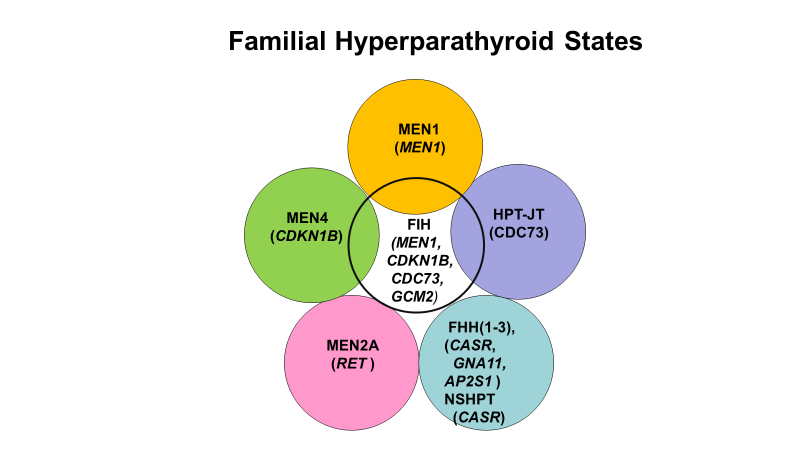 Familial Hyperparathyroid States
MEN1
(MEN1)
MEN4
(CDKN1B)
HPT-JT
(CDC73)
FIH
(MEN1,
CDKN1B,
CDC73,
GCM2)
MEN2A
(RET )
FHH(1-3),
(CASR,
GNA11,
AP2S1 )
NSHPT
(CASR)